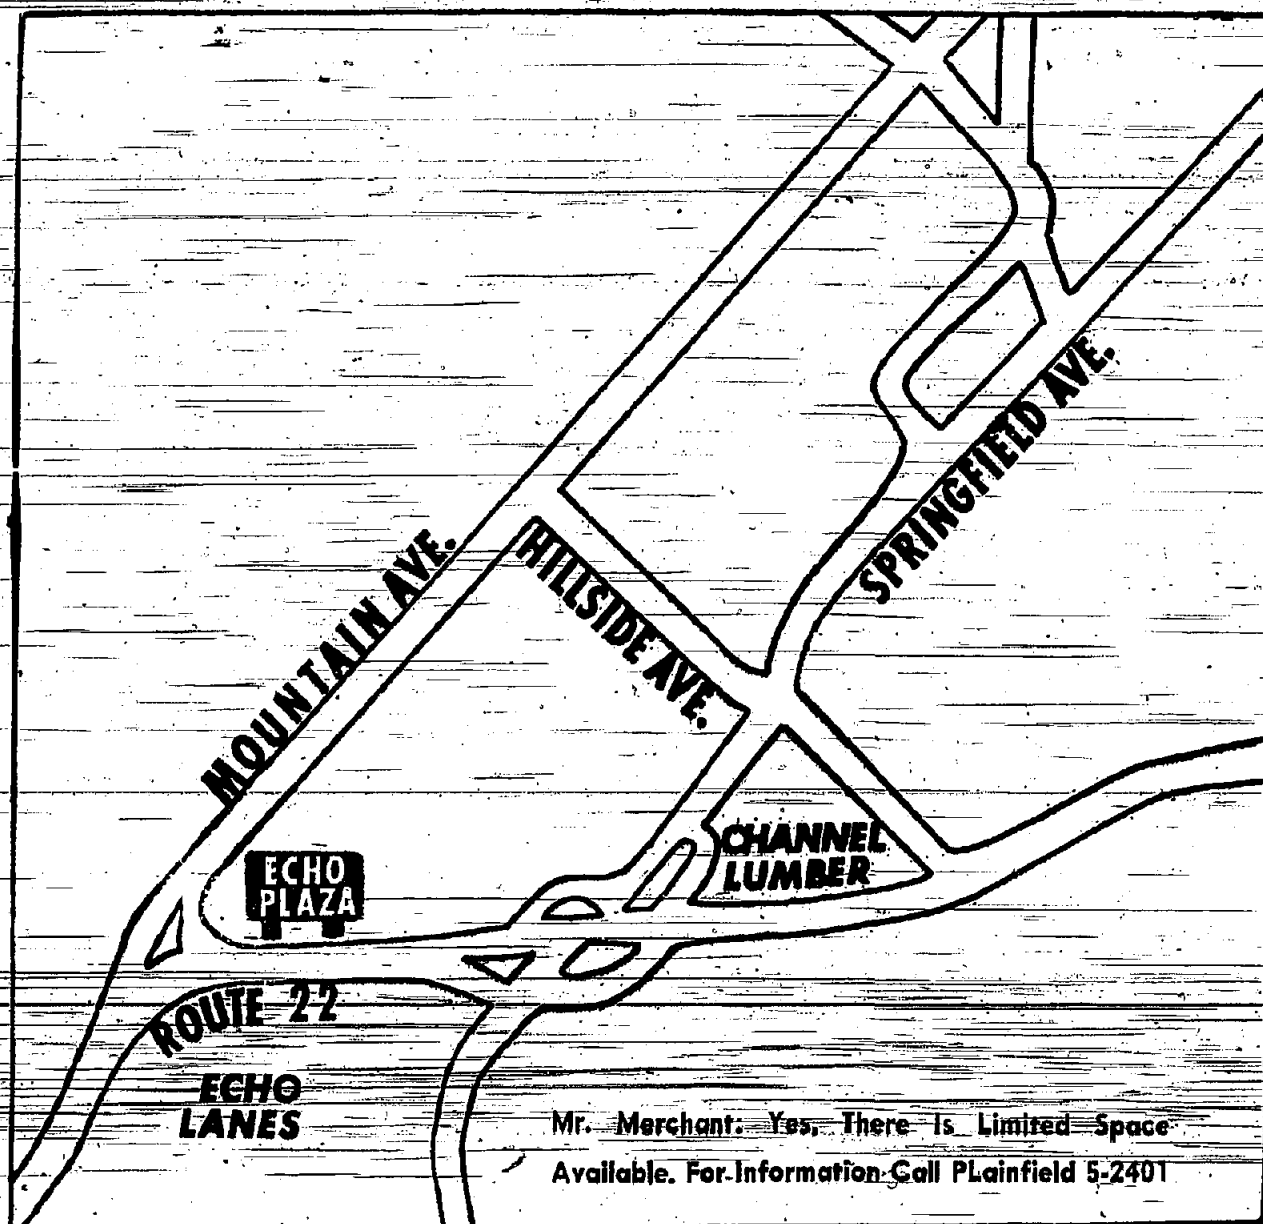 MOUNTAIN AVE.
HILLSIDE AVE.
SPRINGFIELD AVE.
CHANNEL
LUMBER
ECHO
PLAZA
ROUTE 22
ECHO
LANES
Mr. Merchant: Yes, There Is Limited Space
Available. For Information Call PLainfield 5-2401